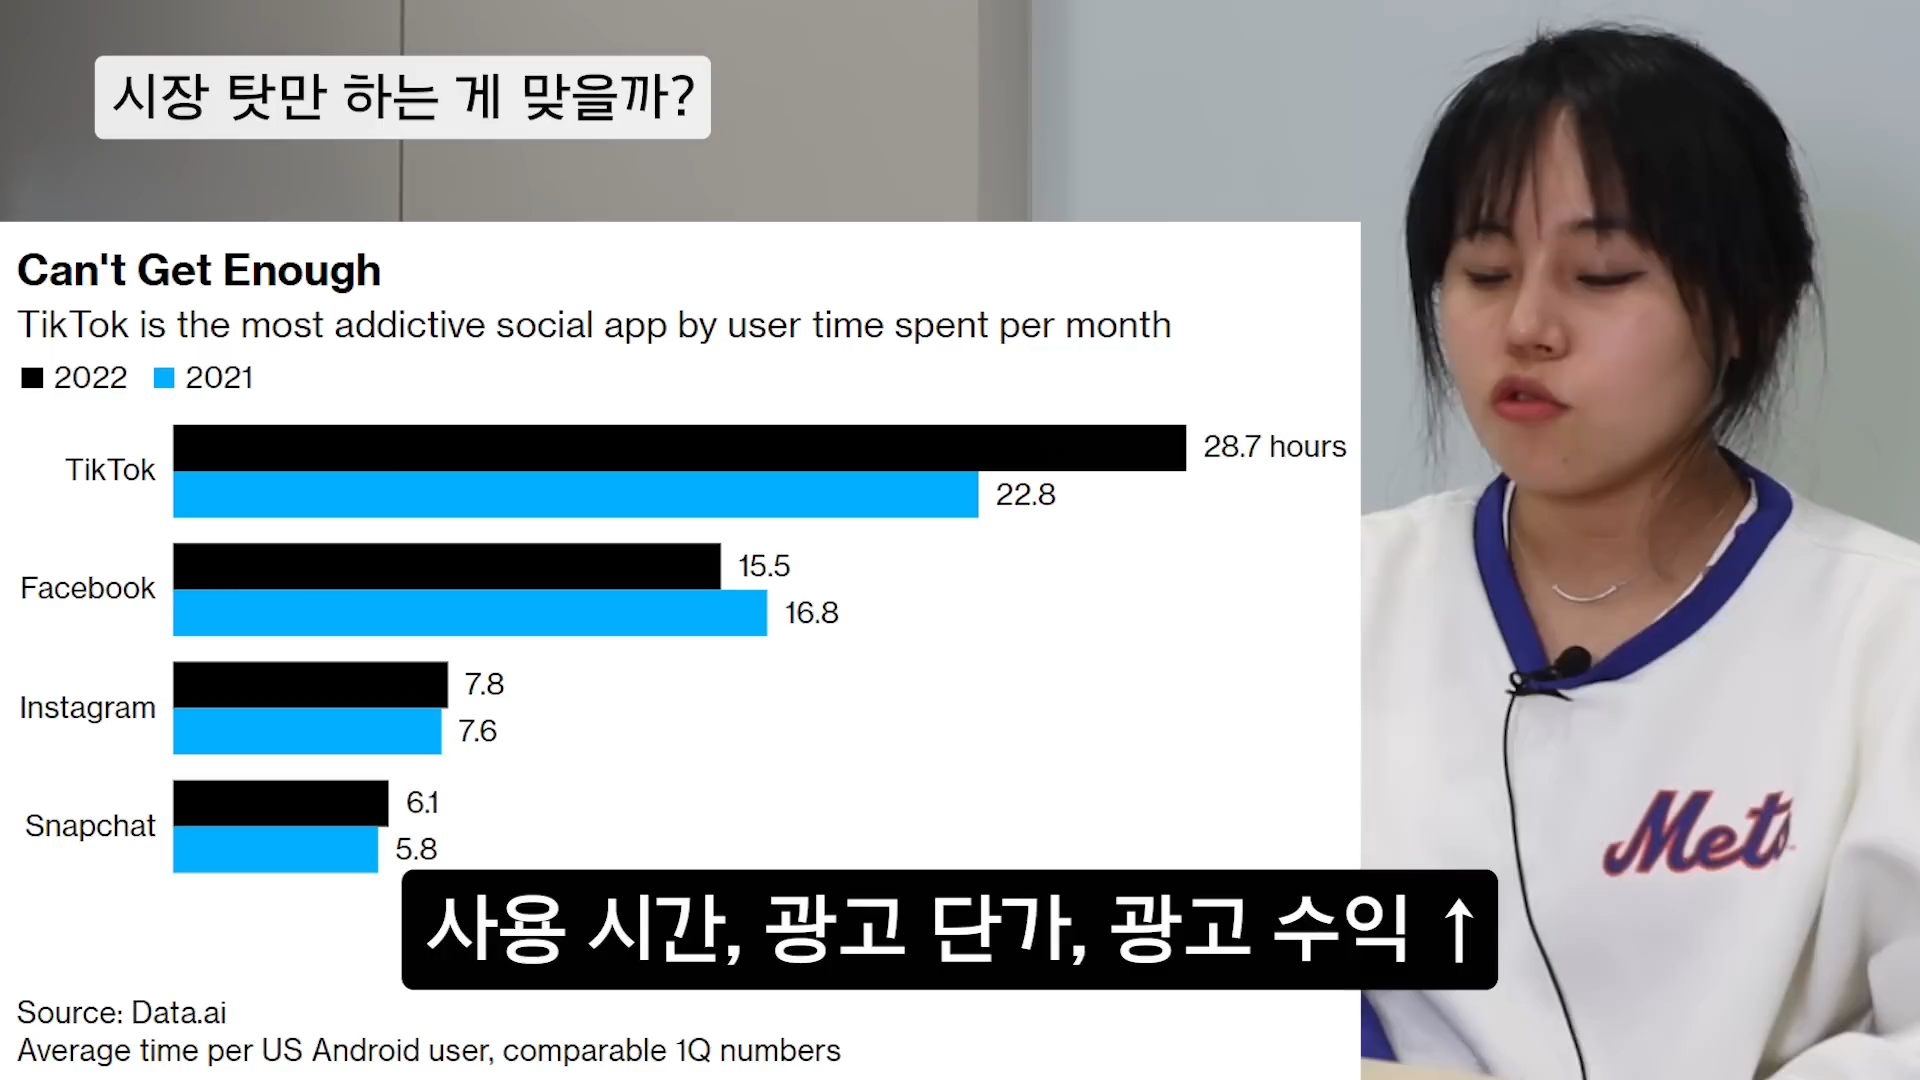 시장 탓만 하는 게 맞을까?
Can't Get Enough
TikTok is the most addictive social app by user time spent per month
2022 2021
TikTok
28.7 hours
22.8
Facebook
15.5
16.8
Instagram
7.8
7.6
Snapchat
6.1
5.8
사용 시간, 광고 단가, 광고 수익 ↑
Source: Data.ai
Average time per US Android user, comparable 1Q numbers
Mets